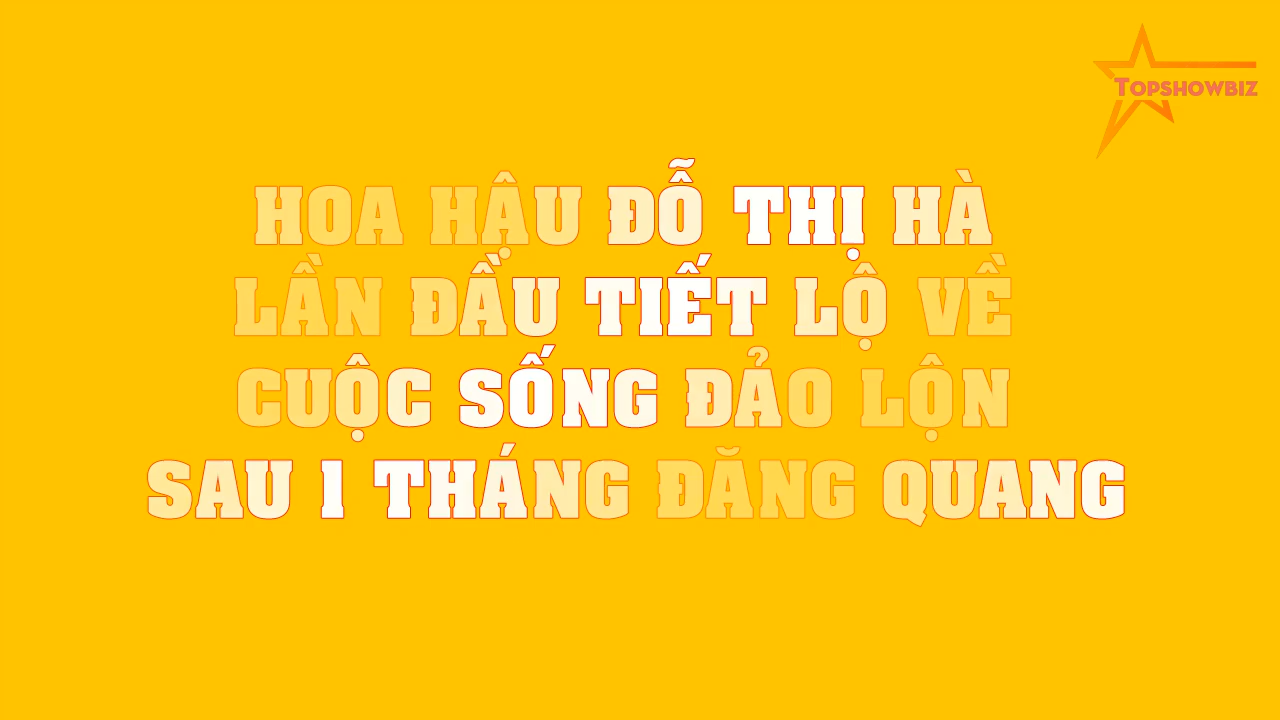 TOPSHOWBIZ
HOA HẬU ĐỖ THỊ HÀ
LẦN ĐẦU TIẾT LỘ VỀ
CUỘC SỐNG ĐẢO LỘN
SAU 1 THÁNG ĐĂNG QUANG